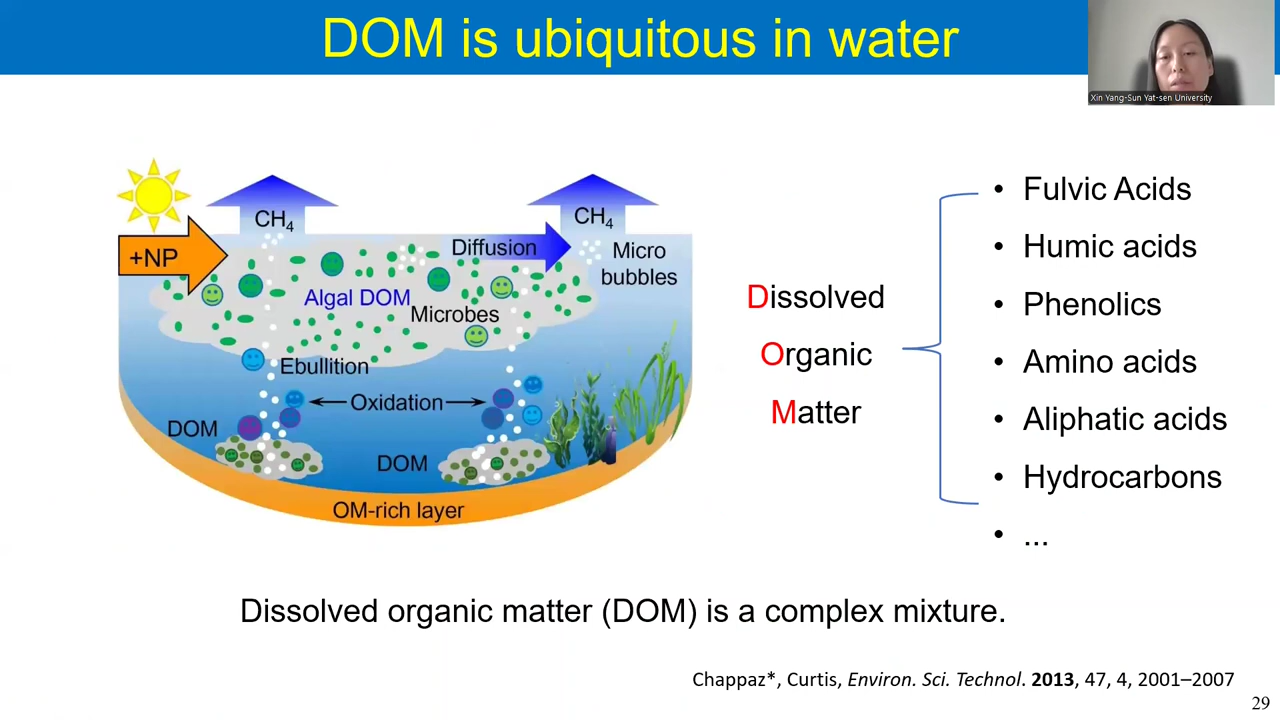 DOM is ubiquitous in water
Xin Yang-Sun Yat-sen University
CH4
CH4
+NP
Diffusion
Micro
bubbles
Algal DOM
Microbes
Ebullition
Oxidation
DOM
DOM
OM-rich layer
Dissolved
Organic
Matter
• Fulvic Acids
• Humic acids
• Phenolics
• Amino acids
• Aliphatic acids
• Hydrocarbons
• ...
Dissolved organic matter (DOM) is a complex mixture.
Chappaz*, Curtis, Environ. Sci. Technol. 2013, 47, 4, 2001–2007
29